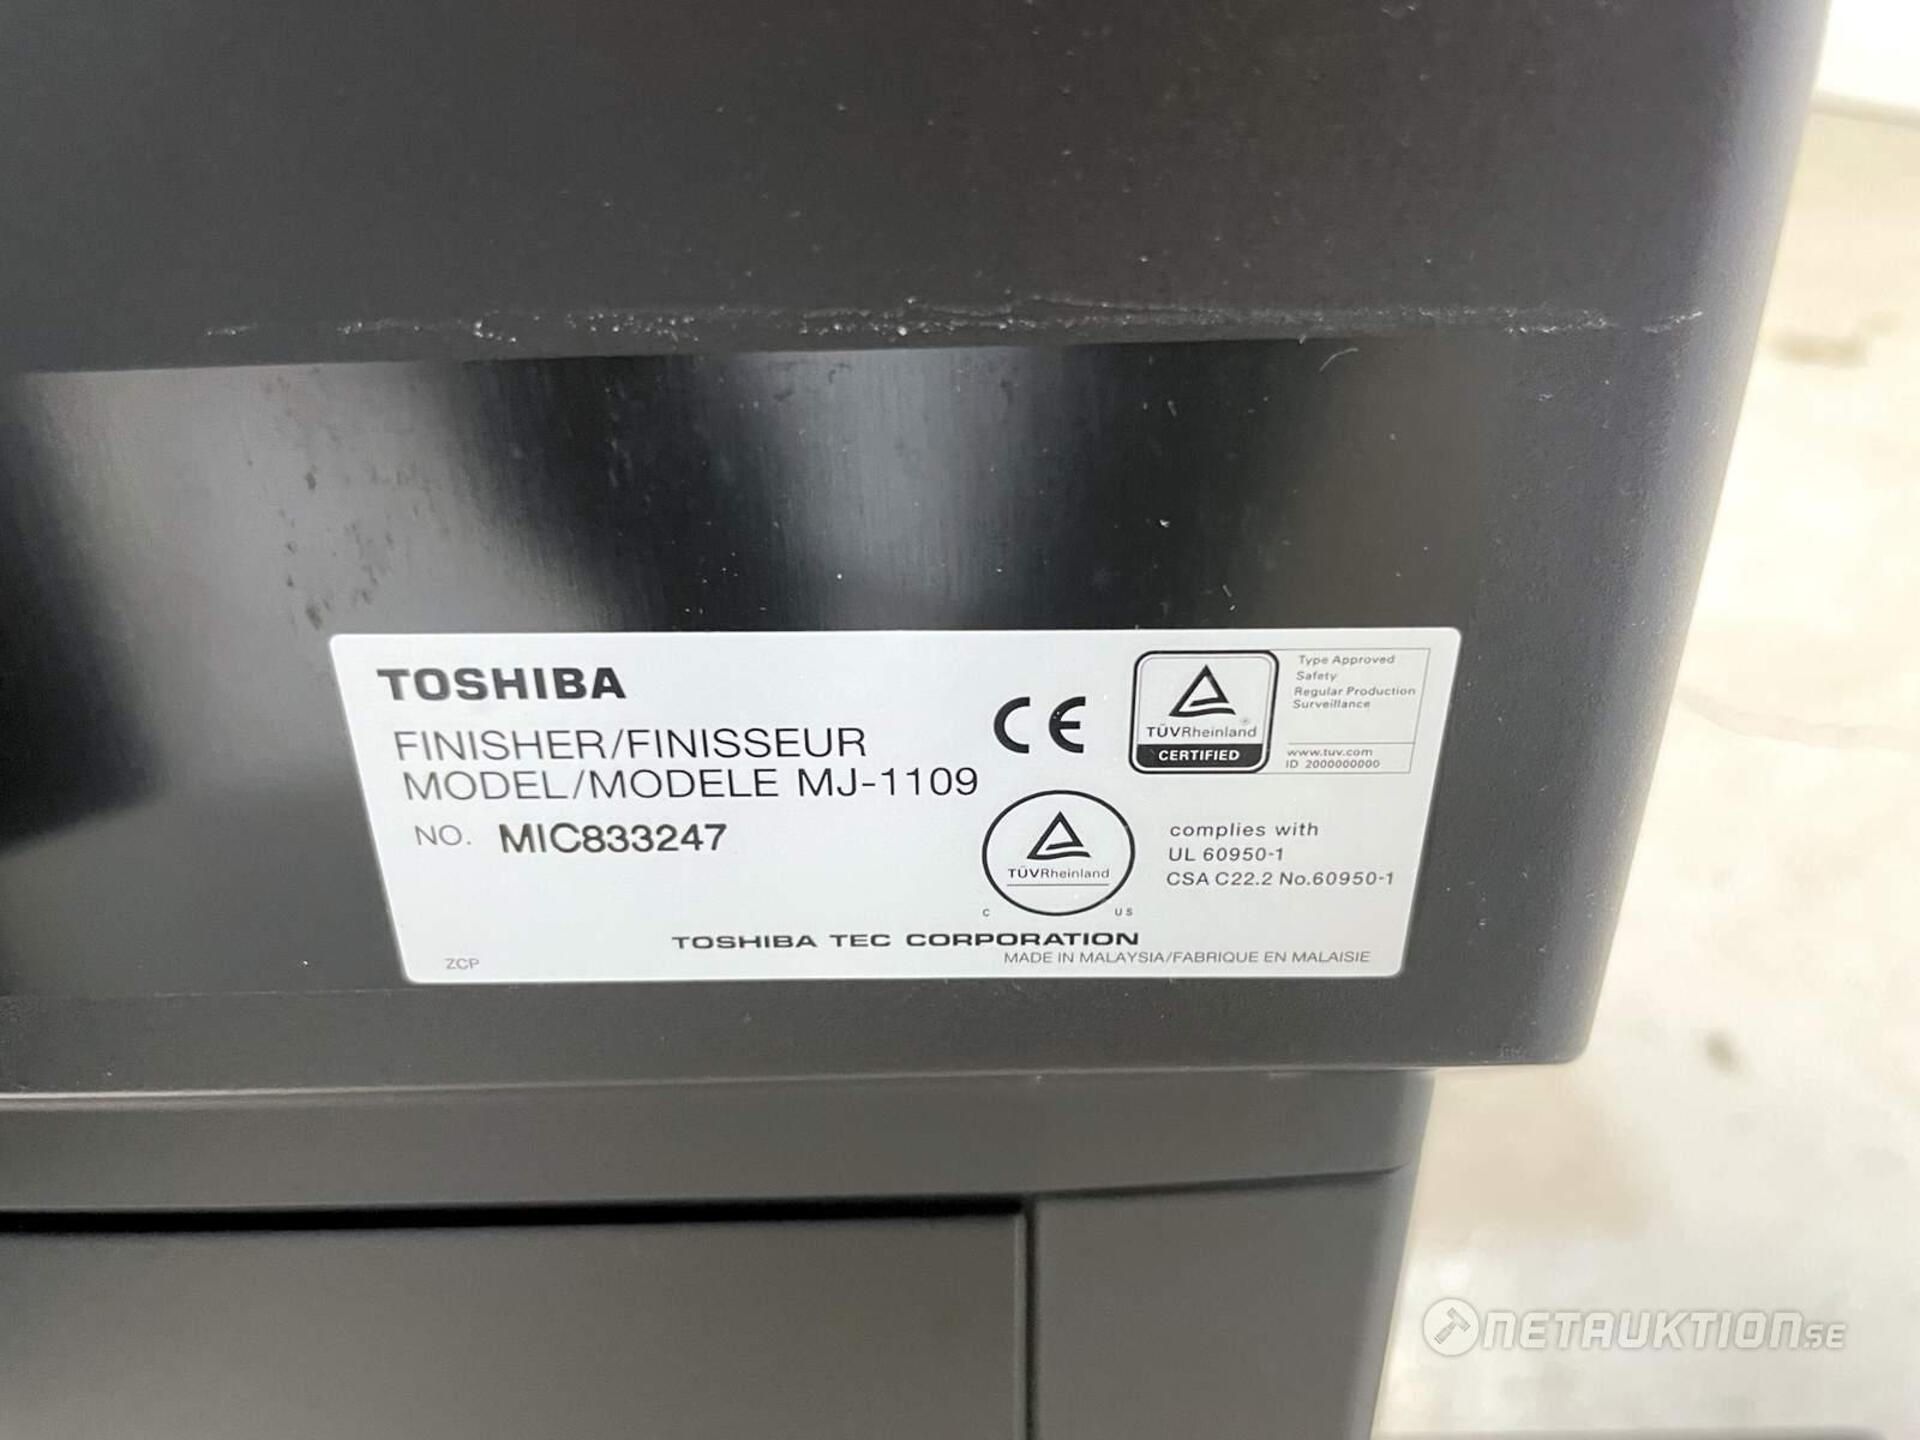 TOSHIBA
FINISHER/FINISSEUR
MODEL/MODELE MJ-1109
NO. MIC833247
CE
TÜVRheinland®
CERTIFIED
Type Approved
Safety
Regular Production
Surveillance
www.tuv.com
ID 2000000000
TÜVRheinland
C US
complies with
UL 60950-1
CSA C22.2 No.60950-1
TOSHIBA TEC CORPORATION
ZCP
MADE IN MALAYSIA/FABRIQUE EN MALAISIE
NETAUKTION.SE